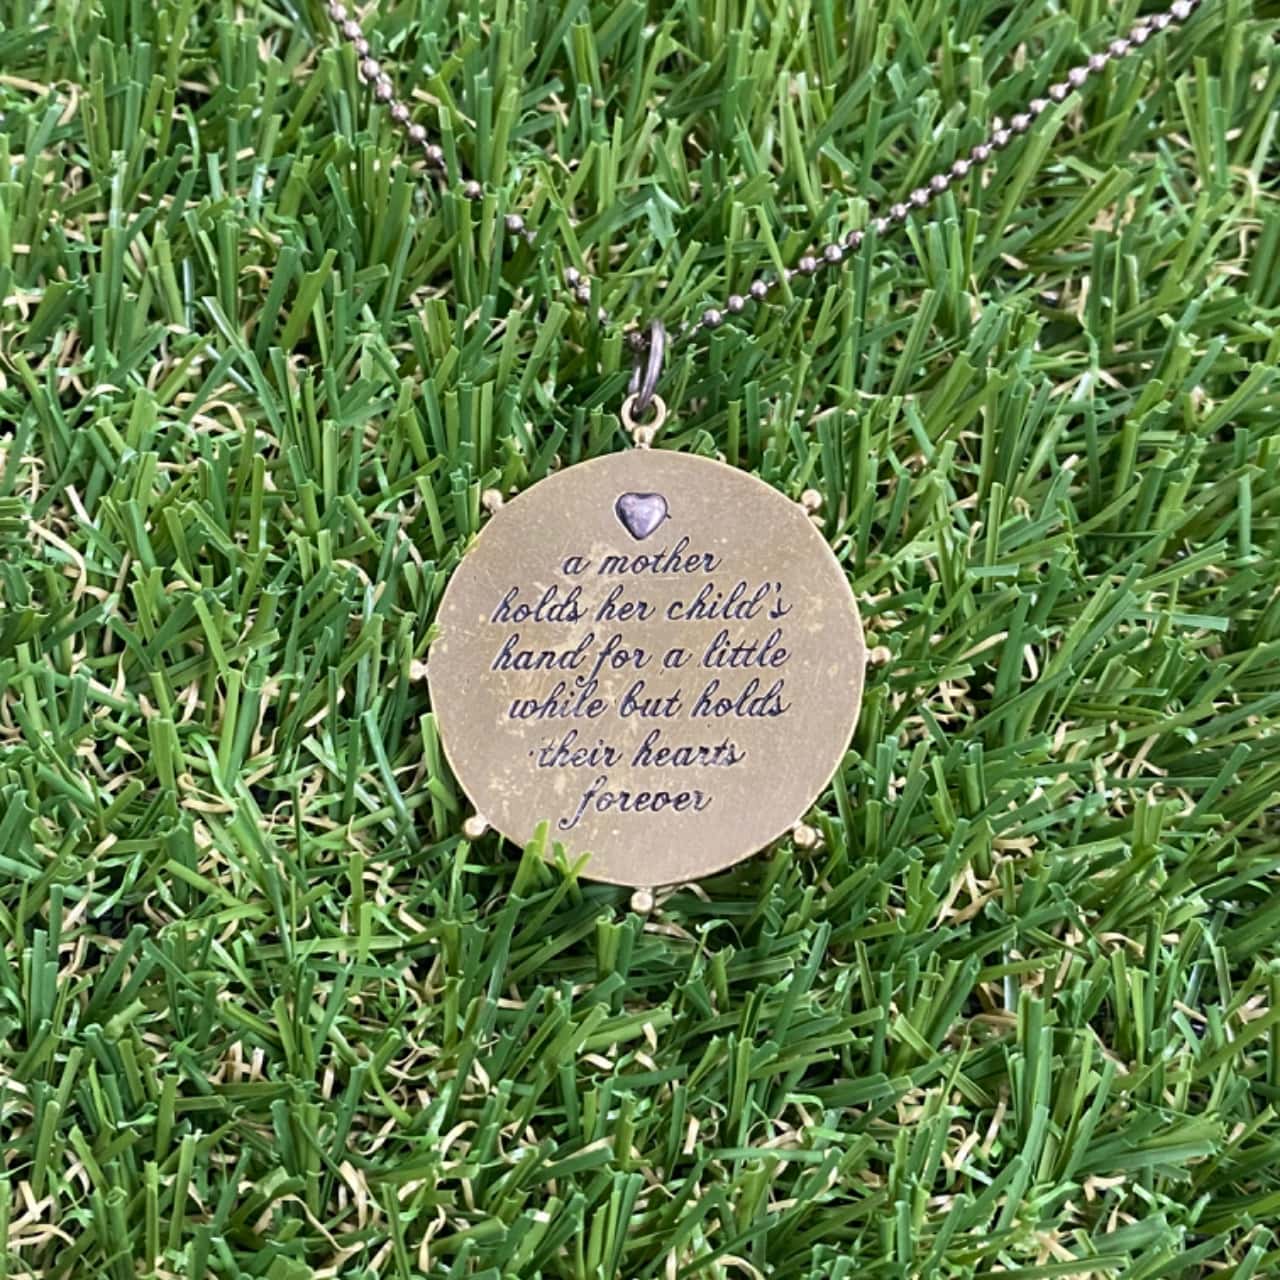 a mother
holds her child's
hand for a little
while but holds
their hearts
forever